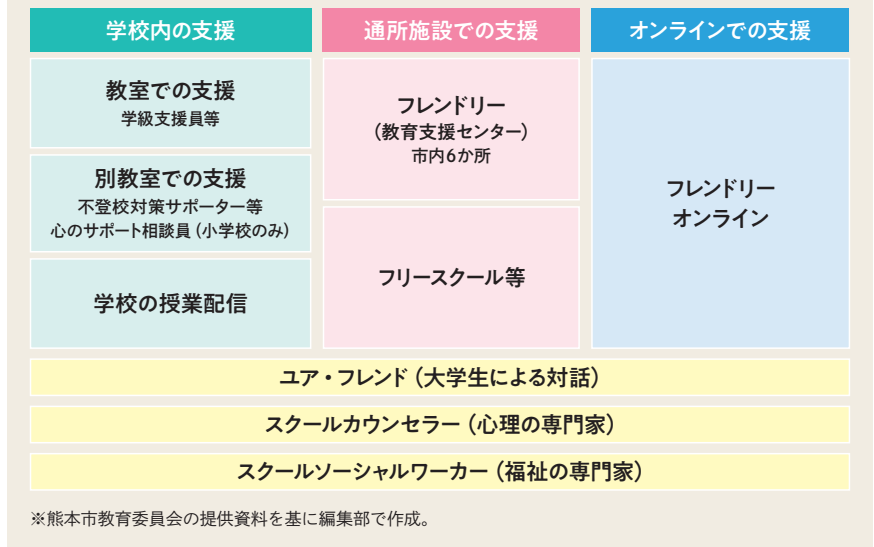 学校内の支援
教室での支援
学級支援員等
別教室での支援
不登校対策サポーター等
心のサポート相談員（小学校のみ）
学校の授業配信
通所施設での支援
フレンドリー
（教育支援センター）
市内6か所
フリースクール等
オンラインでの支援
フレンドリー
オンライン
ユア・フレンド（大学生による対話）
スクールカウンセラー（心理の専門家）
スクールソーシャルワーカー（福祉の専門家）
※熊本市教育委員会の提供資料を基に編集部で作成。